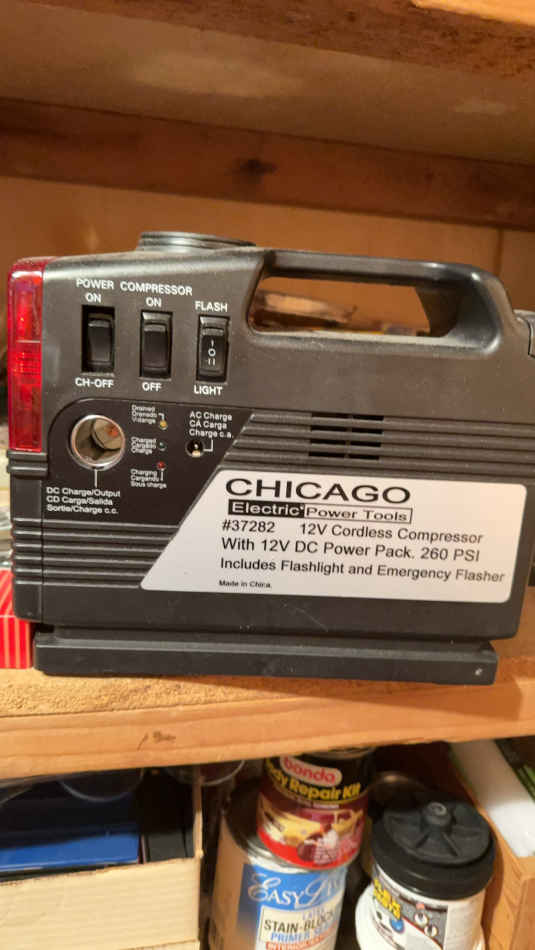 POWER COMPRESSOR
ON ON FLASH
CH-OFF OFF LIGHT
Drained
Drenado
Vidange
AC Charge
CA Carga
Charge c.a.
Charged
Cargado
Charge
Charging
Cargando
Sous charge
DC Charge/Output
CD Carga/Salida
Sortie/Charge c.c.
CHICAGO
Electric Power Tools
#37282 12V Cordless Compressor
With 12V DC Power Pack. 260 PSI
Includes Flashlight and Emergency Flasher
Made in China.
bondo
Body Repair Kit
EASY
LATEX
STAIN-BLOCK
PRIMER